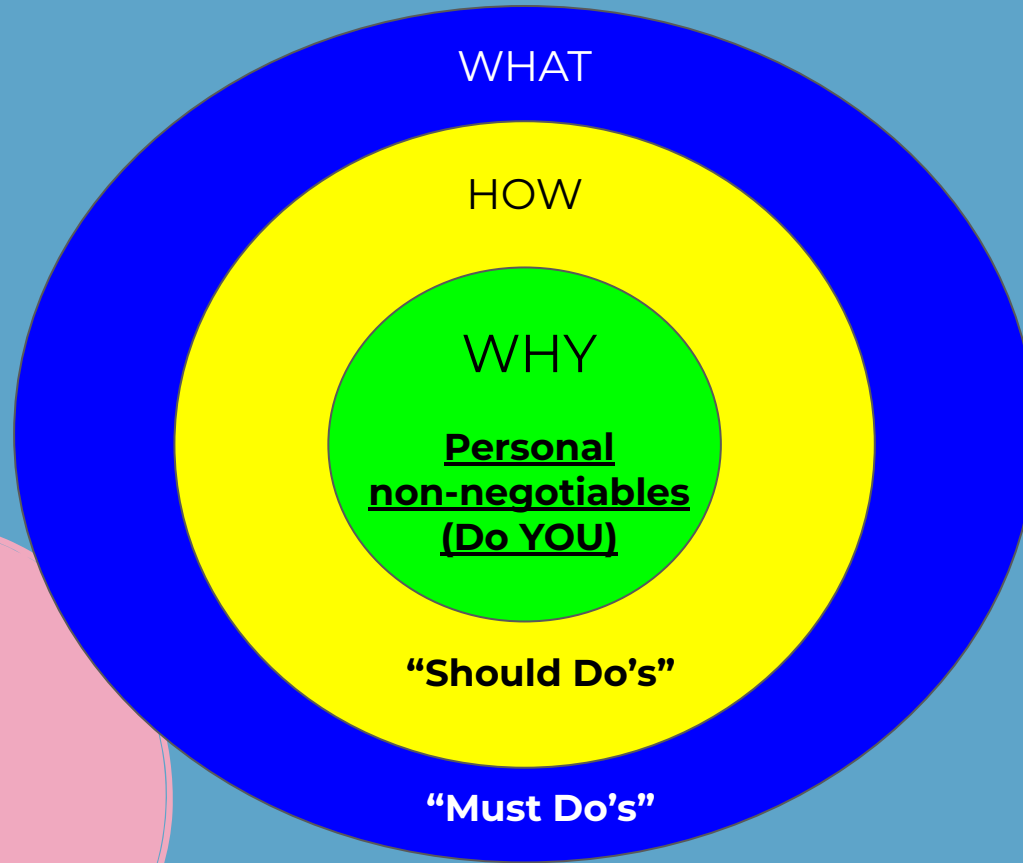 WHAT
HOW
WHY
Personal
non-negotiables
(Do YOU)
“Should Do’s”
“Must Do’s”